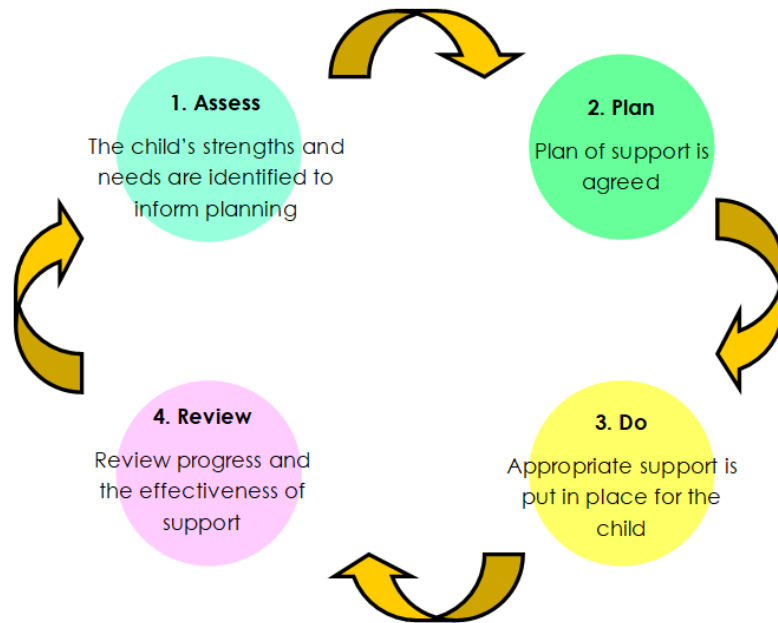 1. Assess
The child’s strengths and
needs are identified to
inform planning
2. Plan
Plan of support is
agreed
3. Do
Appropriate support is
put in place for the
child
4. Review
Review progress and
the effectiveness of
support